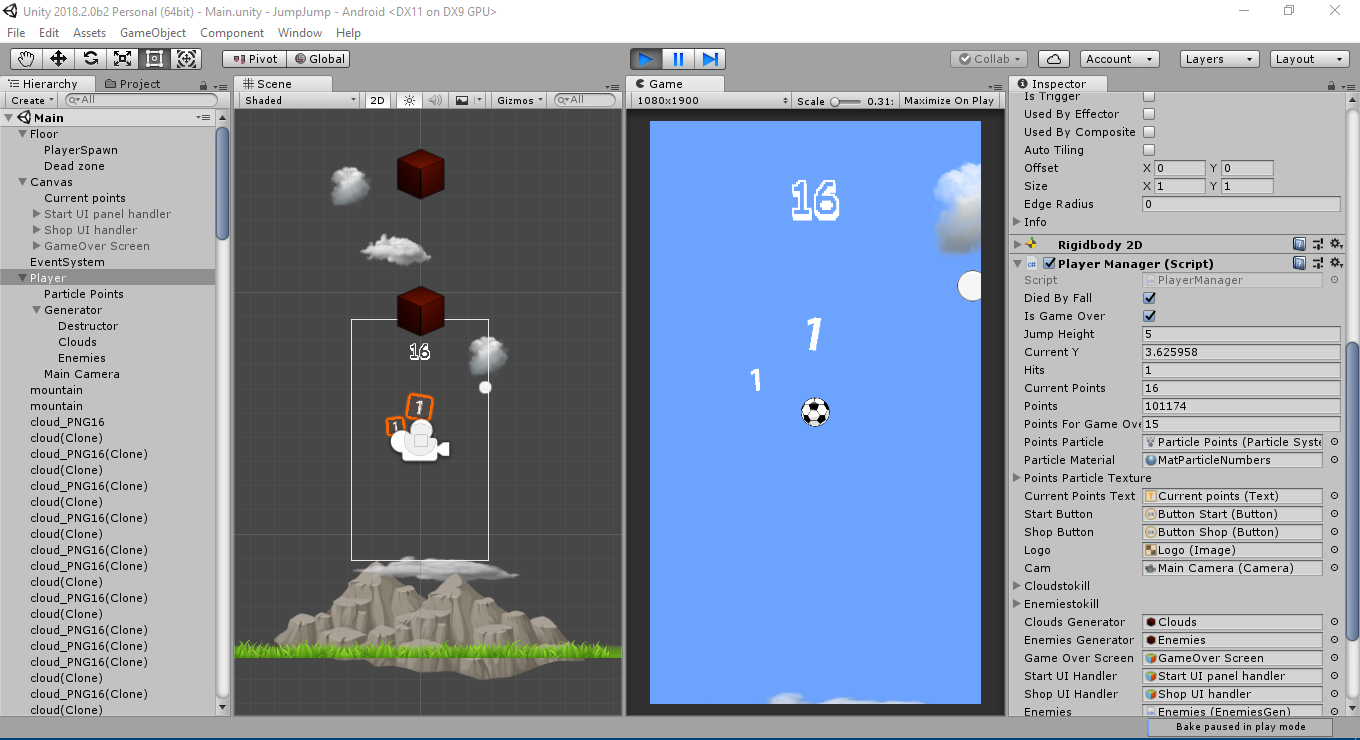 Unity 2018.2.0b2 Personal (64bit) - Main.unity - JumpJump - Android <DX11 on DX9 GPU>
File Edit Assets GameObject Component Window Help
Pivot Global Collab Account Layers Layout
Hierarchy Project
Create All
Main
Floor
PlayerSpawn
Dead zone
Canvas
Current points
Start UI panel handler
Shop UI handler
GameOver Screen
EventSystem
Player
Particle Points
Generator
Destructor
Clouds
Enemies
Main Camera
mountain
mountain
cloud_PNG16
cloud(Clone)
cloud_PNG16(Clone)
cloud(Clone)
cloud_PNG16(Clone)
cloud(Clone)
cloud_PNG16(Clone)
cloud(Clone)
cloud_PNG16(Clone)
cloud_PNG16(Clone)
cloud(Clone)
cloud_PNG16(Clone)
cloud(Clone)
cloud_PNG16(Clone)
cloud_PNG16(Clone)
cloud_PNG16(Clone)
cloud(Clone)
cloud_PNG16(Clone)
cloud(Clone)
Scene
Shaded 2D Gizmos All
16
1
1
Game
1080x1900 Scale 0.31: Maximize On Play
16
1
1
Inspector
Is Trigger
Used By Effector
Used By Composite
Auto Tiling
Offset X 0 Y 0
Size X 1 Y 1
Edge Radius 0
Info
Rigidbody 2D
Player Manager (Script)
Script PlayerManager
Died By Fall
Is Game Over
Jump Height 5
Current Y 3.625958
Hits 1
Current Points 16
Points 101174
Points For Game Ove 15
Points Particle Particle Points (Particle Syste
Particle Material MatParticleNumbers
Points Particle Texture
Current Points Text Current points (Text)
Start Button Button Start (Button)
Shop Button Button Shop (Button)
Logo Logo (Image)
Cam Main Camera (Camera)
Cloudstokill
Enemiestokill
Clouds Generator Clouds
Enemies Generator Enemies
Game Over Screen GameOver Screen
Start UI Handler Start UI panel handler
Shop UI Handler Shop UI handler
Enemies Enemies (EnemiesGen)
Bake paused in play mode